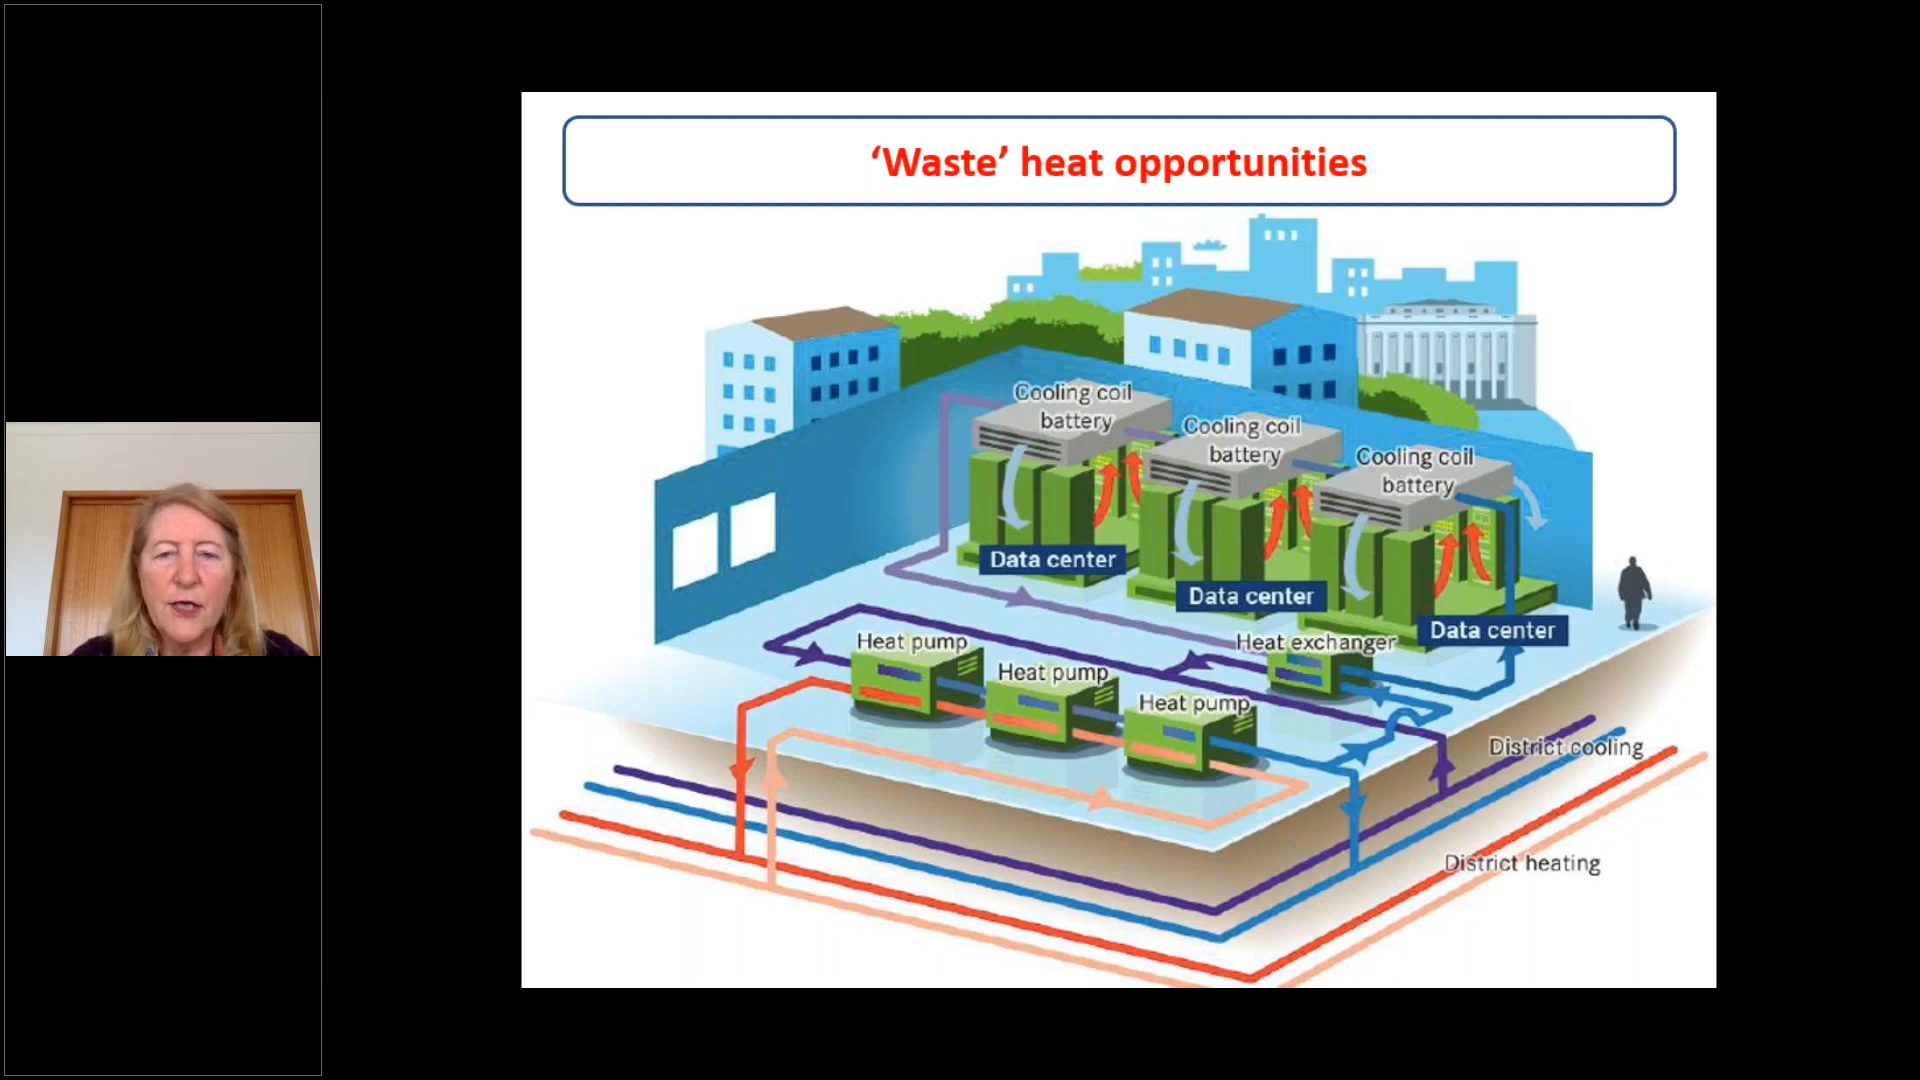 ‘Waste’ heat opportunities
Cooling coil
battery
Cooling coil
battery
Cooling coil
battery
Data center
Data center
Data center
Heat pump
Heat pump
Heat pump
Heat exchanger
District cooling
District heating